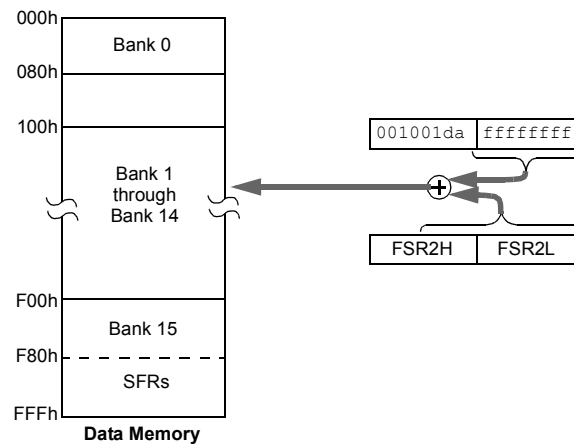 000h
Bank 0
080h
100h
001001da ffffffff
Bank 1
through
Bank 14
FSR2H FSR2L
F00h
Bank 15
F80h
SFRs
FFFh
Data Memory